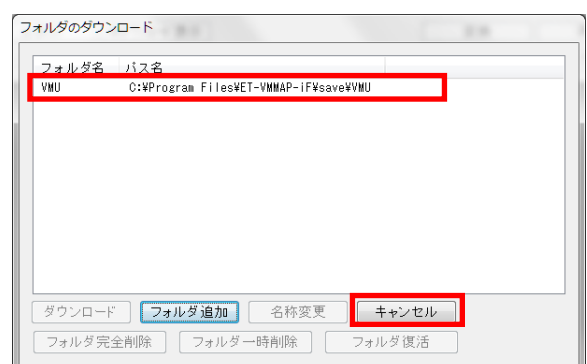 フォルダのダウンロード
フォルダ名 パス名
VMU C:¥Program Files¥ET-VMMAP-iF¥save¥VMU
ダウンロード フォルダ追加 名称変更 キャンセル
フォルダ完全削除 フォルダ一時削除 フォルダ復活